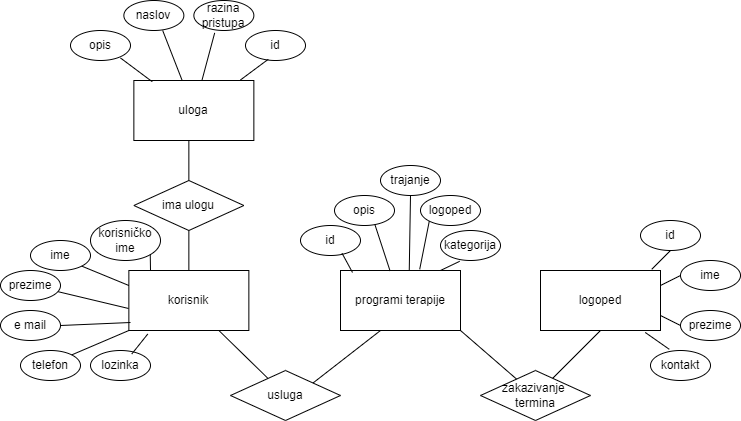 naslov
razina
pristupa
opis
id
uloga
ima ulogu
trajanje
opis
logoped
korisničko
ime
id
kategorija
id
ime
ime
prezime
korisnik
programi terapije
logoped
e mail
prezime
telefon
lozinka
kontakt
usluga
zakazivanje
termina